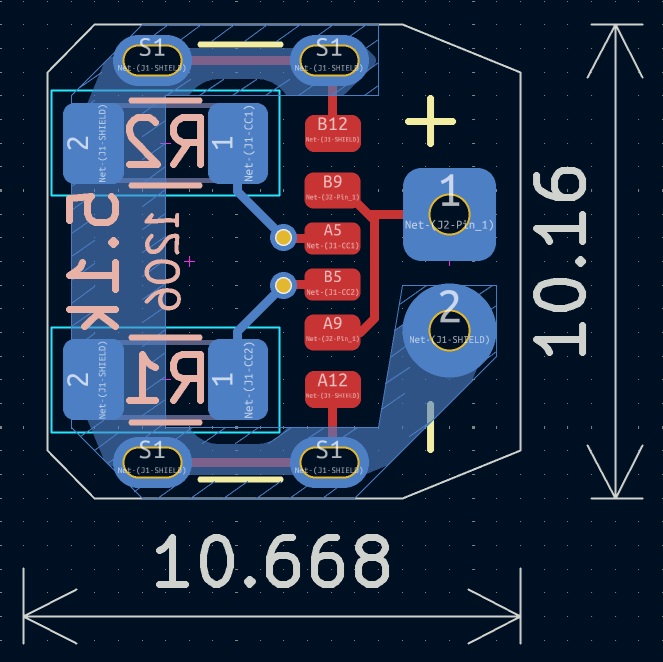 S1
Net-(J1-SHIELD)
S1
Net-(J1-SHIELD)
B12
Net-(J1-SHIELD)
2
Net-(J1-SHIELD)
R2
1
Net-(J1-CC1)
B9
Net-(J2-Pin_1)
1
Net-(J2-Pin_1)
A5
Net-(J1-CC1)
5.1k
1206
B5
Net-(J1-CC2)
A9
Net-(J2-Pin_1)
2
Net-(J1-SHIELD)
10.16
2
Net-(J1-SHIELD)
R1
1
Net-(J1-CC2)
A12
Net-(J1-SHIELD)
S1
Net-(J1-SHIELD)
S1
Net-(J1-SHIELD)
10.668